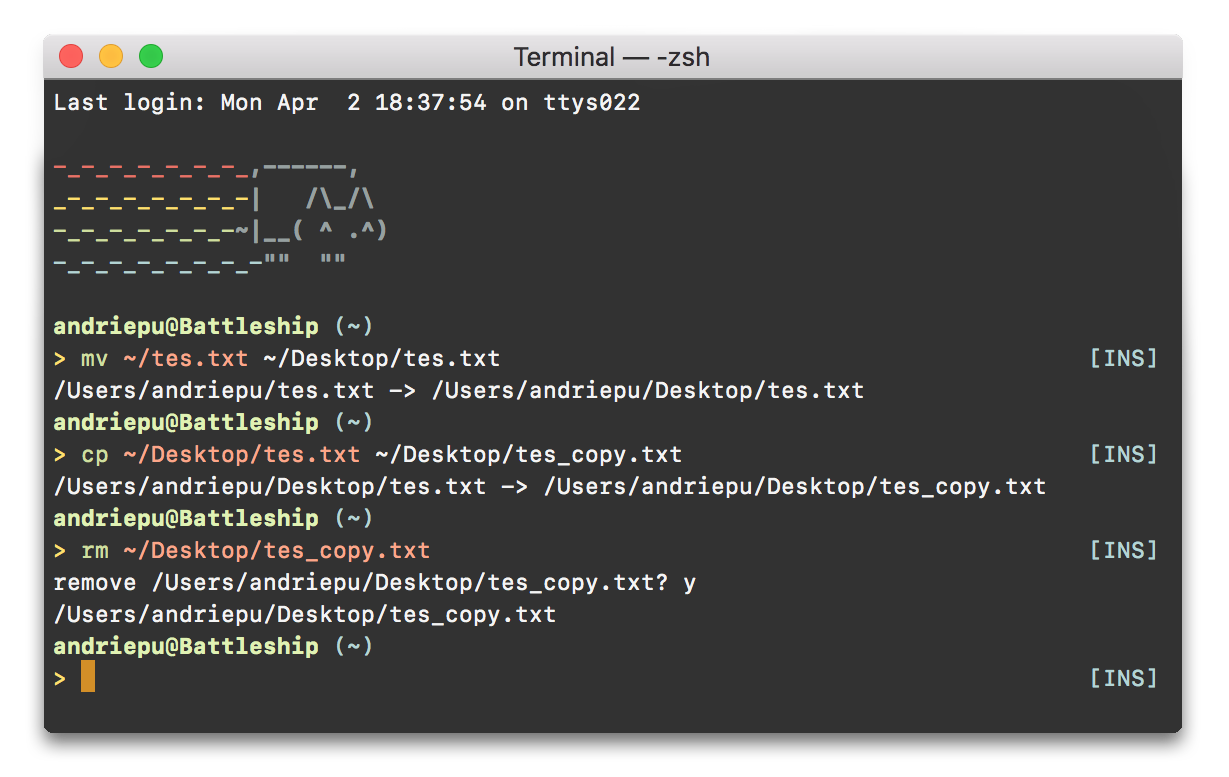 Terminal — -zsh
Last login: Mon Apr  2 18:37:54 on ttys022
-_-_-_-_-_-_-_,------,
_-_-_-_-_-_-_-|   /\_/\
-_-_-_-_-_-_-~|__( ^ .^)
-_-_-_-_-_-_-_-""  ""
andriepu@Battleship (~)
> mv ~/tes.txt ~/Desktop/tes.txt [INS]
/Users/andriepu/tes.txt -> /Users/andriepu/Desktop/tes.txt
andriepu@Battleship (~)
> cp ~/Desktop/tes.txt ~/Desktop/tes_copy.txt [INS]
/Users/andriepu/Desktop/tes.txt -> /Users/andriepu/Desktop/tes_copy.txt
andriepu@Battleship (~)
> rm ~/Desktop/tes_copy.txt [INS]
remove /Users/andriepu/Desktop/tes_copy.txt? y
/Users/andriepu/Desktop/tes_copy.txt
andriepu@Battleship (~)
> [INS]